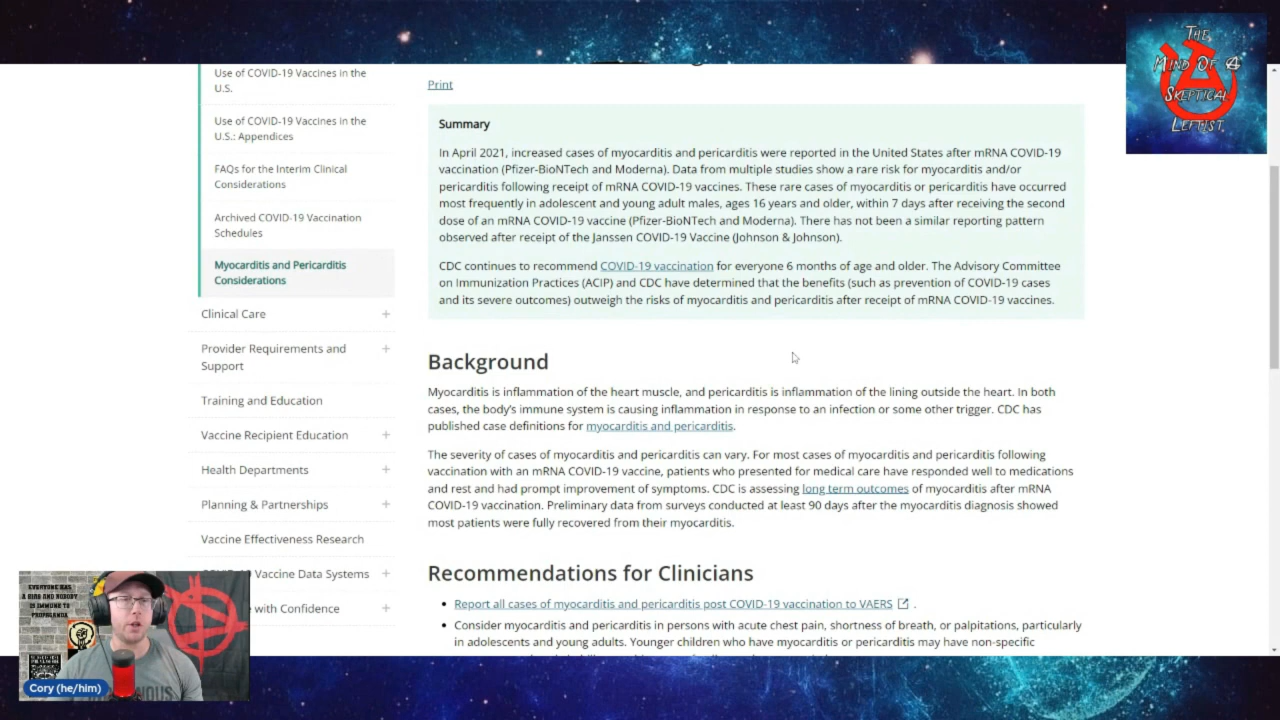 Use of COVID-19 Vaccines in the
U.S.
Use of COVID-19 Vaccines in the
U.S.: Appendices
FAQs for the Interim Clinical
Considerations
Archived COVID-19 Vaccination
Schedules
Myocarditis and Pericarditis
Considerations
Clinical Care
Provider Requirements and
Support
Training and Education
Vaccine Recipient Education
Health Departments
Planning & Partnerships
Vaccine Effectiveness Research
Vaccine Data Systems
with Confidence
Print
Summary
In April 2021, increased cases of myocarditis and pericarditis were reported in the United States after mRNA COVID-19
vaccination (Pfizer-BioNTech and Moderna). Data from multiple studies show a rare risk for myocarditis and/or
pericarditis following receipt of mRNA COVID-19 vaccines. These rare cases of myocarditis or pericarditis have occurred
most frequently in adolescent and young adult males, ages 16 years and older, within 7 days after receiving the second
dose of an mRNA COVID-19 vaccine (Pfizer-BioNTech and Moderna). There has not been a similar reporting pattern
observed after receipt of the Janssen COVID-19 Vaccine (Johnson & Johnson).
CDC continues to recommend COVID-19 vaccination for everyone 6 months of age and older. The Advisory Committee
on Immunization Practices (ACIP) and CDC have determined that the benefits (such as prevention of COVID-19 cases
and its severe outcomes) outweigh the risks of myocarditis and pericarditis after receipt of mRNA COVID-19 vaccines.
Background
Myocarditis is inflammation of the heart muscle, and pericarditis is inflammation of the lining outside the heart. In both
cases, the body's immune system is causing inflammation in response to an infection or some other trigger. CDC has
published case definitions for myocarditis and pericarditis.
The severity of cases of myocarditis and pericarditis can vary. For most cases of myocarditis and pericarditis following
vaccination with an mRNA COVID-19 vaccine, patients who presented for medical care have responded well to medications
and rest and had prompt improvement of symptoms. CDC is assessing long term outcomes of myocarditis after mRNA
COVID-19 vaccination. Preliminary data from surveys conducted at least 90 days after the myocarditis diagnosis showed
most patients were fully recovered from their myocarditis.
Recommendations for Clinicians
Report all cases of myocarditis and pericarditis post COVID-19 vaccination to VAERS .
Consider myocarditis and pericarditis in persons with acute chest pain, shortness of breath, or palpitations, particularly
in adolescents and young adults. Younger children who have myocarditis or pericarditis may have non-specific
The
Mind Of A
Skeptical
Leftist
EVERYONE HAS
A BIAS AND NOBODY
IS IMMUNE TO
PROPAGANDA
Cory (he/him)